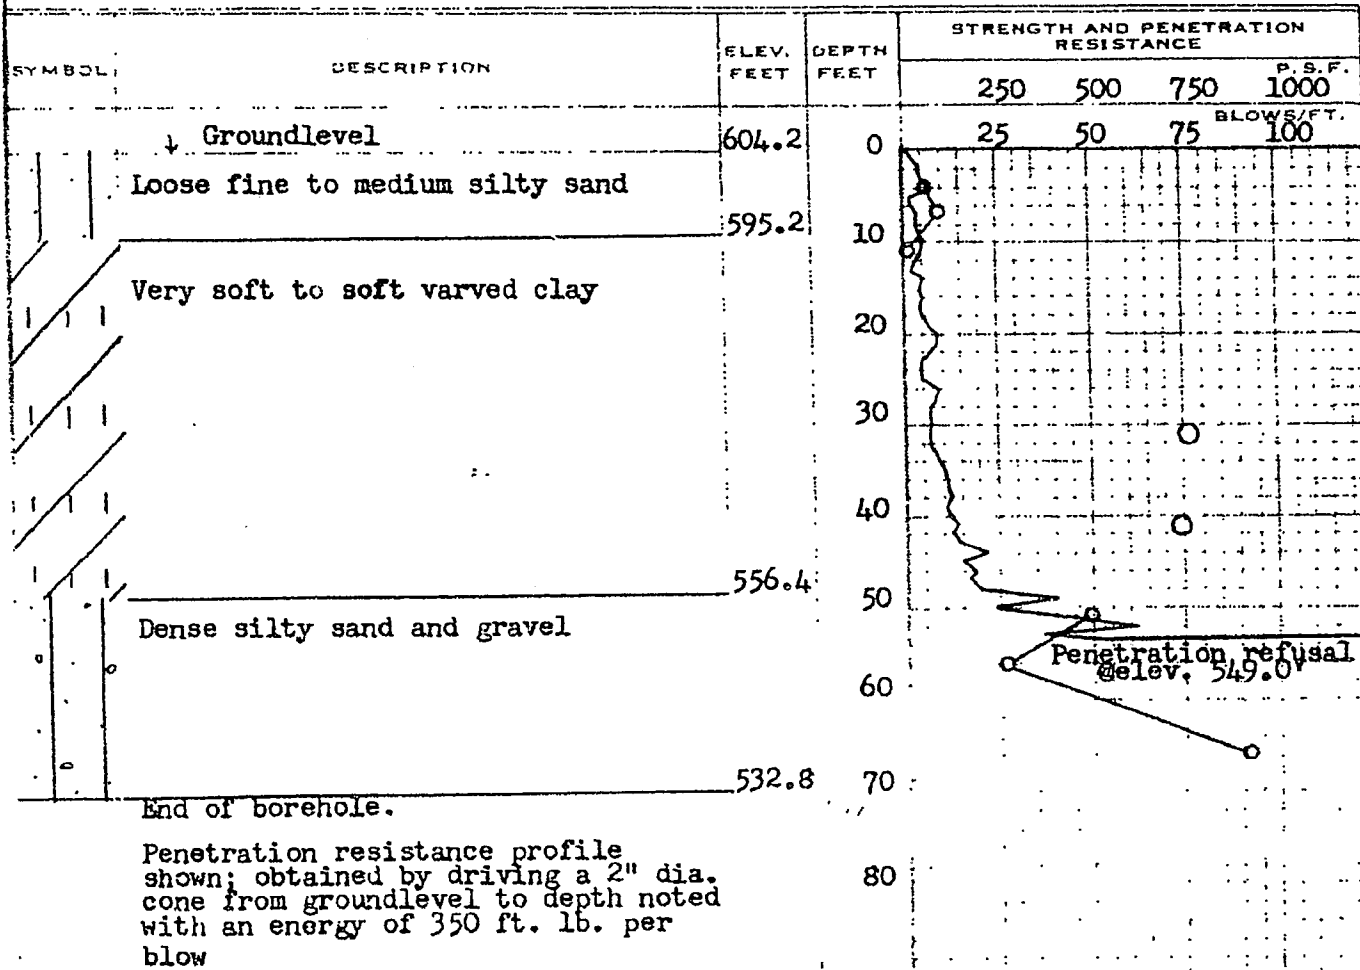 SYMBOL
DESCRIPTION
ELEV.
FEET
DEPTH
FEET
STRENGTH AND PENETRATION
RESISTANCE
P.S.F.
250 500 750 1000
BLOWS/FT.
25 50 75 100
Groundlevel
604.2
0
Loose fine to medium silty sand
595.2
10
Very soft to soft varved clay
20
30
40
556.4
50
Dense silty sand and gravel
Penetration refusal
@elev. 549.0'
60
532.8
70
End of borehole.
Penetration resistance profile
shown; obtained by driving a 2" dia.
cone from groundlevel to depth noted
with an energy of 350 ft. lb. per
blow
80